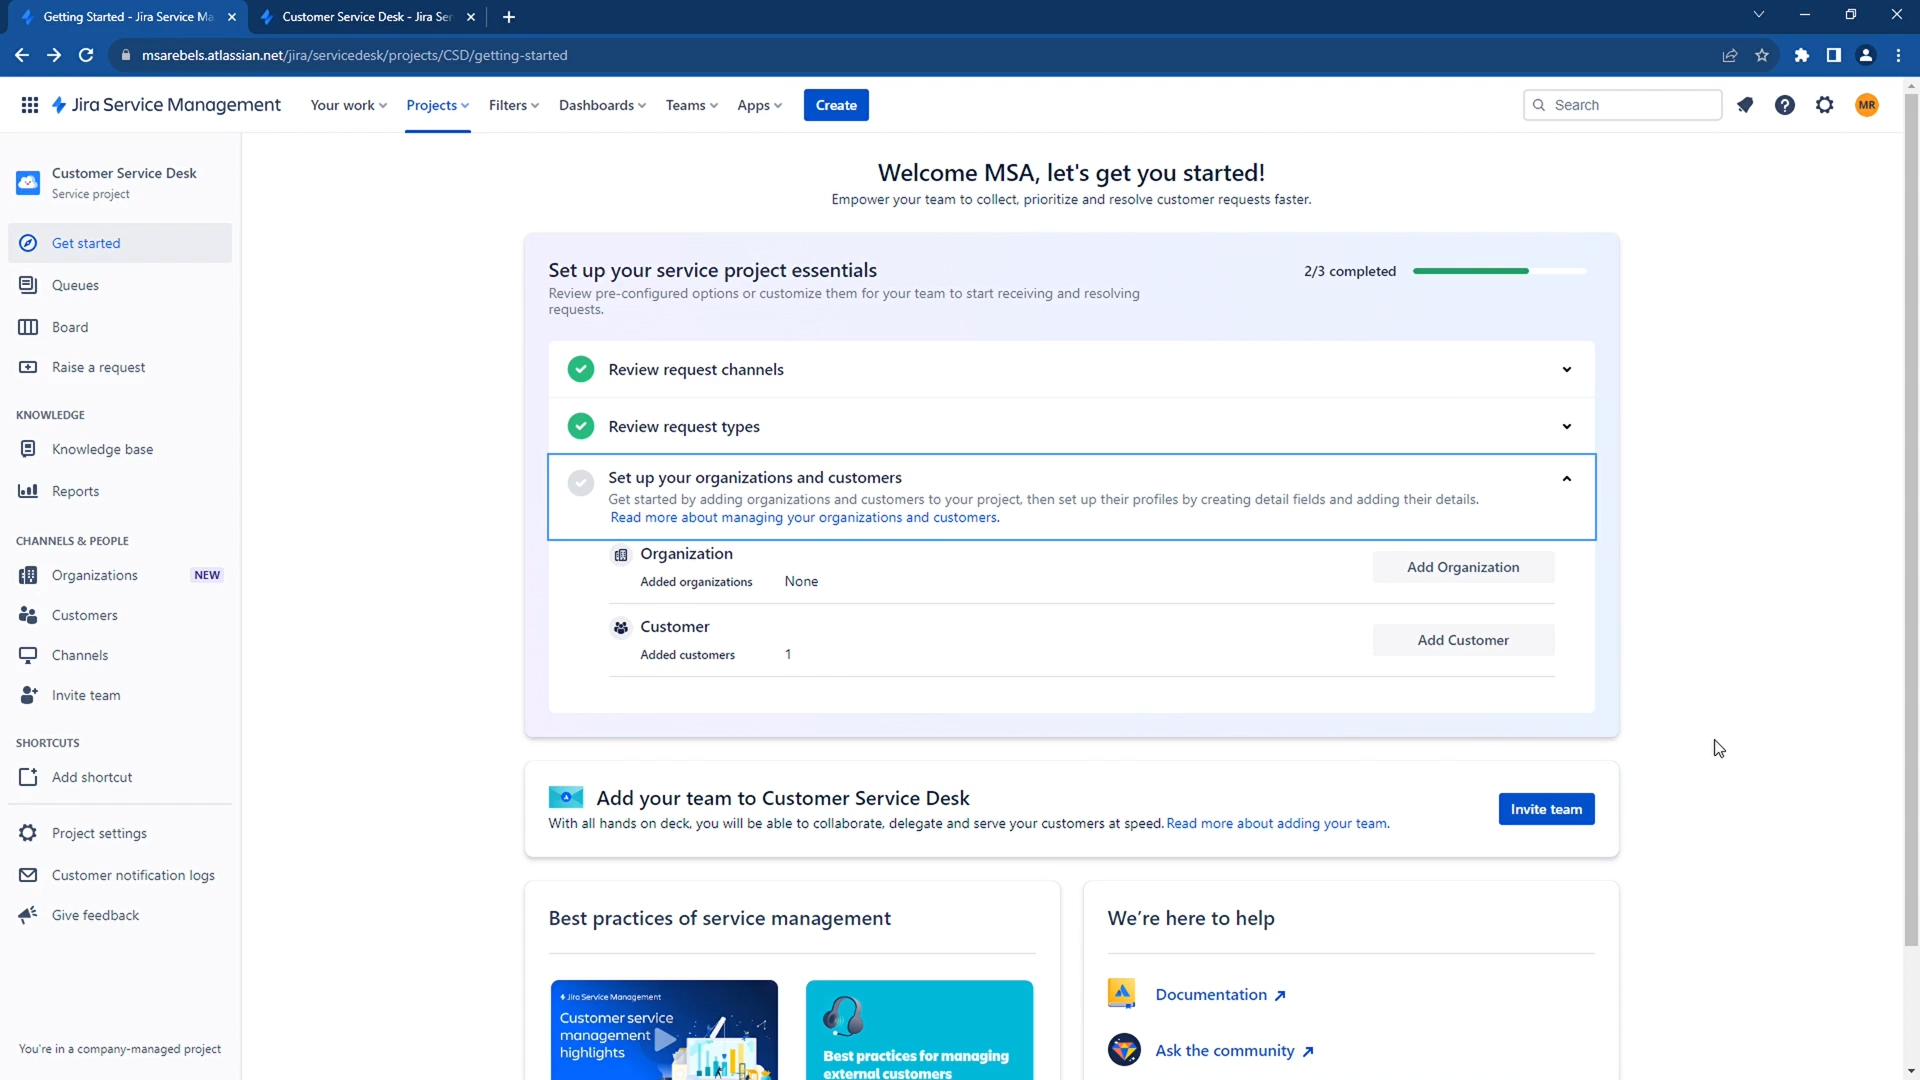 Getting Started - Jira Service Ma
Customer Service Desk - Jira Ser
msarebels.atlassian.net/jira/servicedesk/projects/CSD/getting-started
Jira Service Management
Your work
Projects
Filters
Dashboards
Teams
Apps
Create
Search
MR
Customer Service Desk
Service project
Get started
Queues
Board
Raise a request
KNOWLEDGE
Knowledge base
Reports
CHANNELS & PEOPLE
Organizations
NEW
Customers
Channels
Invite team
SHORTCUTS
Add shortcut
Project settings
Customer notification logs
Give feedback
You're in a company-managed project
Welcome MSA, let's get you started!
Empower your team to collect, prioritize and resolve customer requests faster.
Set up your service project essentials
2/3 completed
Review pre-configured options or customize them for your team to start receiving and resolving
requests.
Review request channels
Review request types
Set up your organizations and customers
Get started by adding organizations and customers to your project, then set up their profiles by creating detail fields and adding their details.
Read more about managing your organizations and customers.
Organization
Added organizations None
Add Organization
Customer
Added customers 1
Add Customer
Add your team to Customer Service Desk
With all hands on deck, you will be able to collaborate, delegate and serve your customers at speed. Read more about adding your team.
Invite team
Best practices of service management
Jira Service Management
Customer service
management
highlights
Best practices for managing
external customers
We're here to help
Documentation
Ask the community